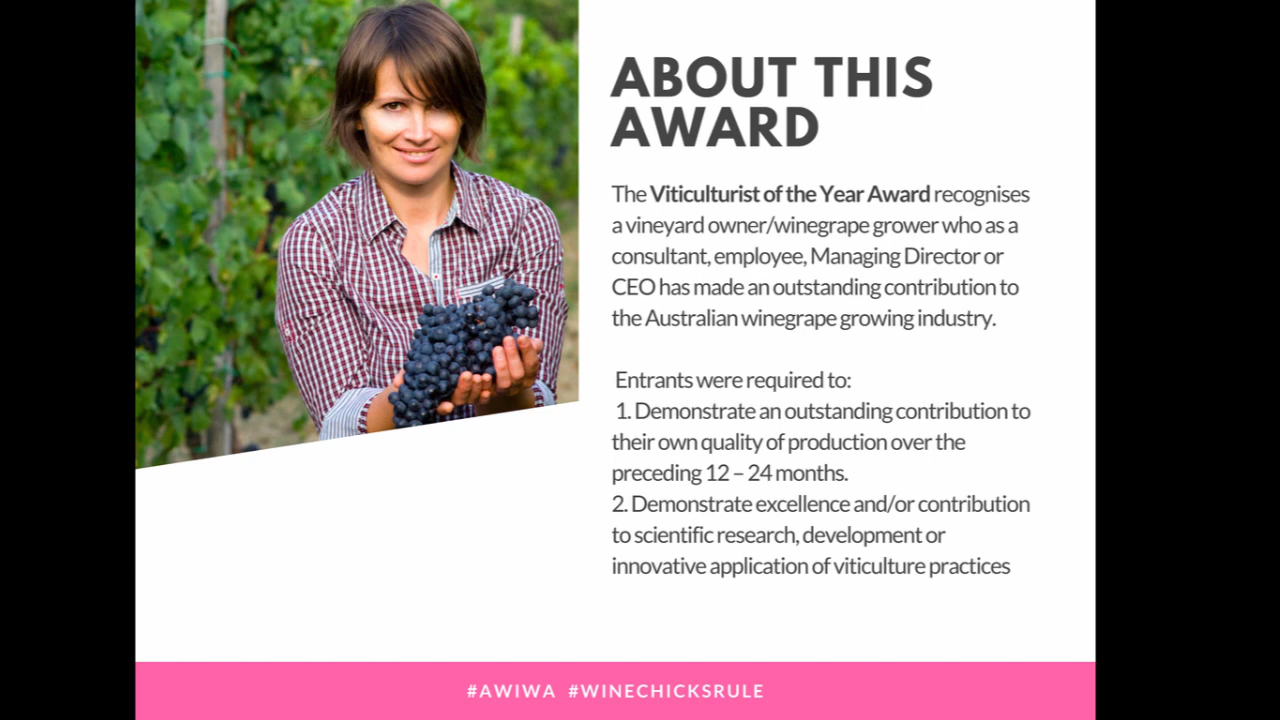 ABOUT THIS
AWARD
The Viticulturist of the Year Award recognises
a vineyard owner/winegrape grower who as a
consultant, employee, Managing Director or
CEO has made an outstanding contribution to
the Australian winegrape growing industry.
Entrants were required to:
1. Demonstrate an outstanding contribution to
their own quality of production over the
preceding 12 – 24 months.
2. Demonstrate excellence and/or contribution
to scientific research, development or
innovative application of viticulture practices
#AWIWA #WINECHICKSRULE